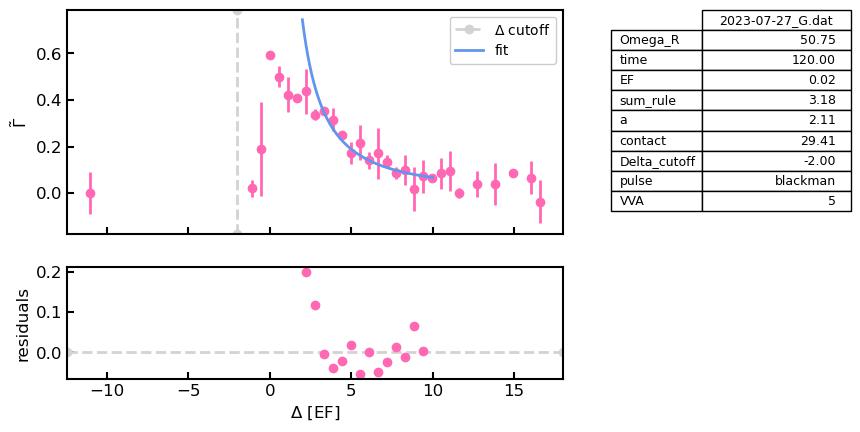 Γ̃
0.6
0.4
0.2
0.0
Δ cutoff
fit
residuals
0.2
0.1
0.0
−10
−5
0
5
10
15
Δ [EF]
2023-07-27_G.dat
Omega_R 50.75
time 120.00
EF 0.02
sum_rule 3.18
a 2.11
contact 29.41
Delta_cutoff -2.00
pulse blackman
VVA 5